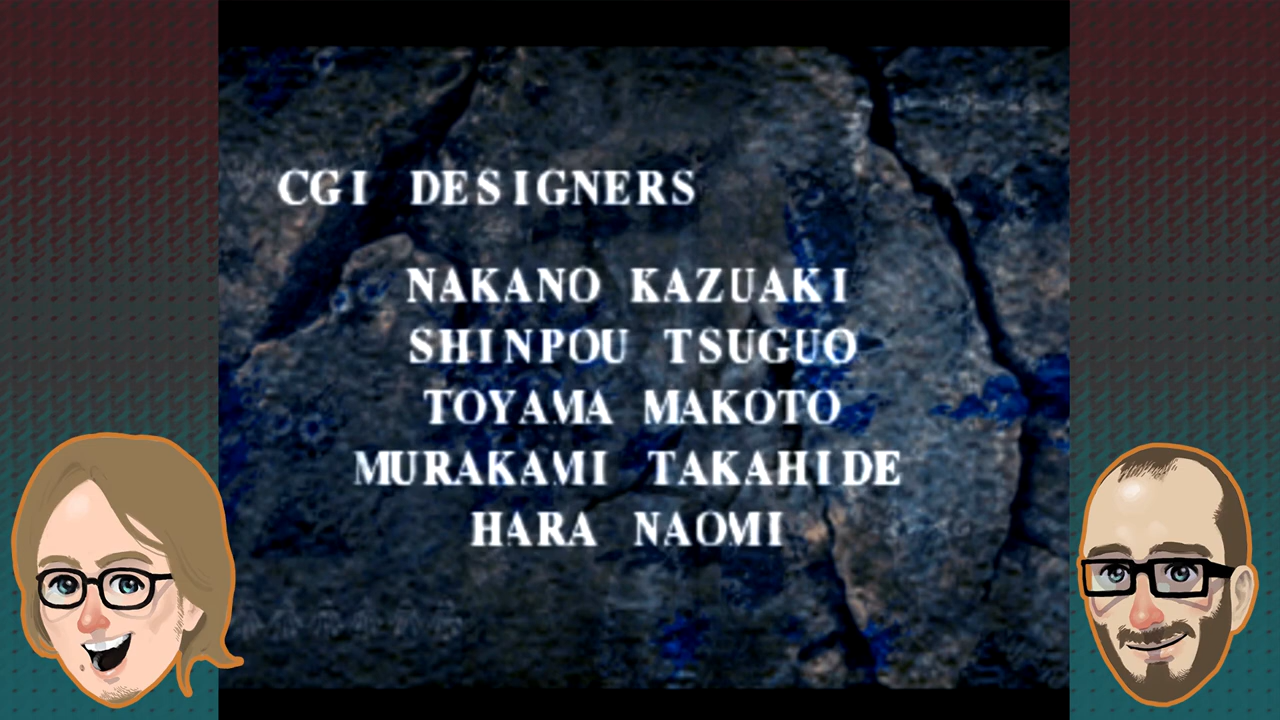 CGI DESIGNERS
NAKANO KAZUAKI
SHINPOU TSUGUO
TOYAMA MAKOTO
MURAKAMI TAKAHIDE
HARA NAOMI